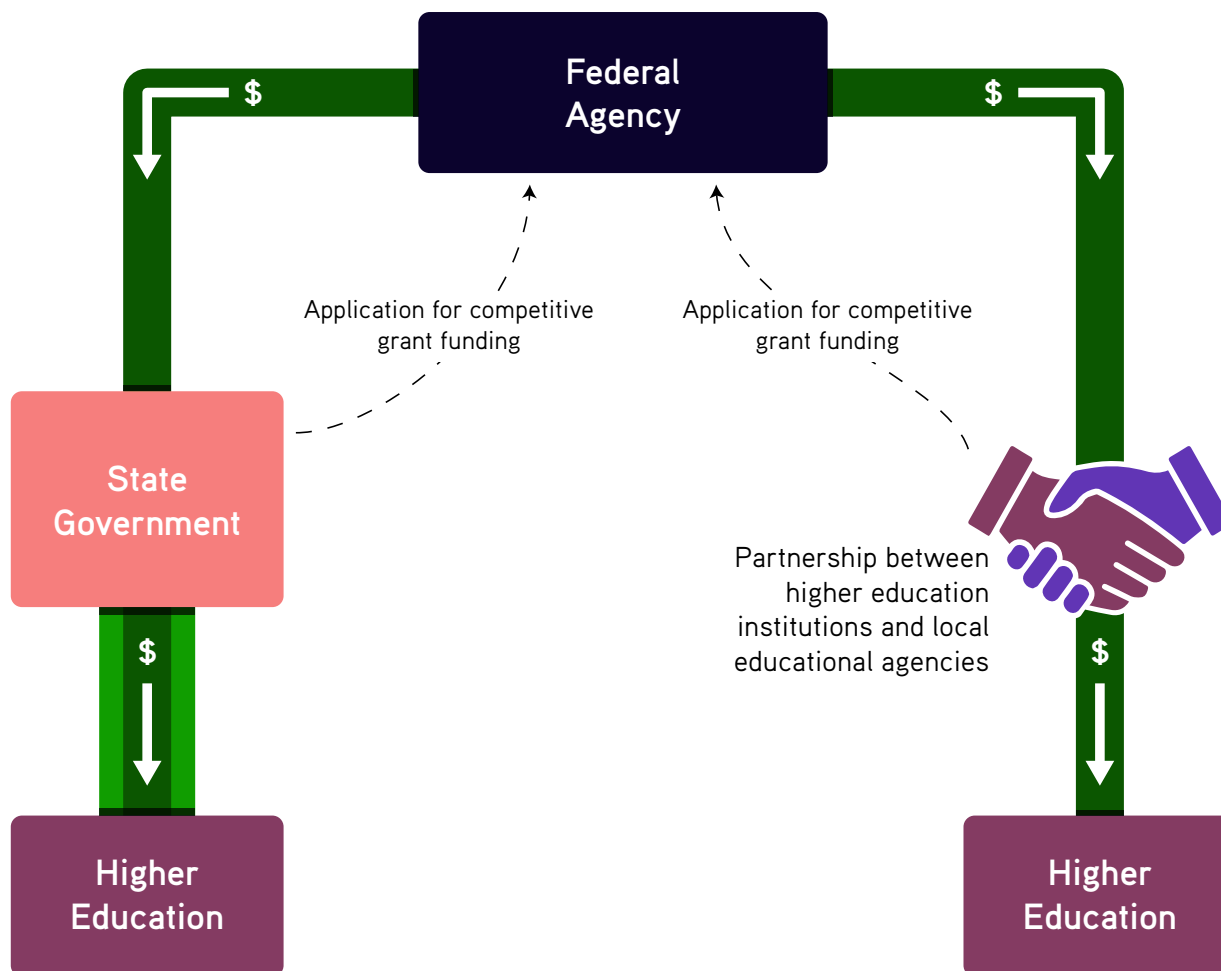 Federal
Agency
$
$
Application for competitive
grant funding
Application for competitive
grant funding
State
Government
Partnership between
higher education
institutions and local
educational agencies
$
$
Higher
Education
Higher
Education